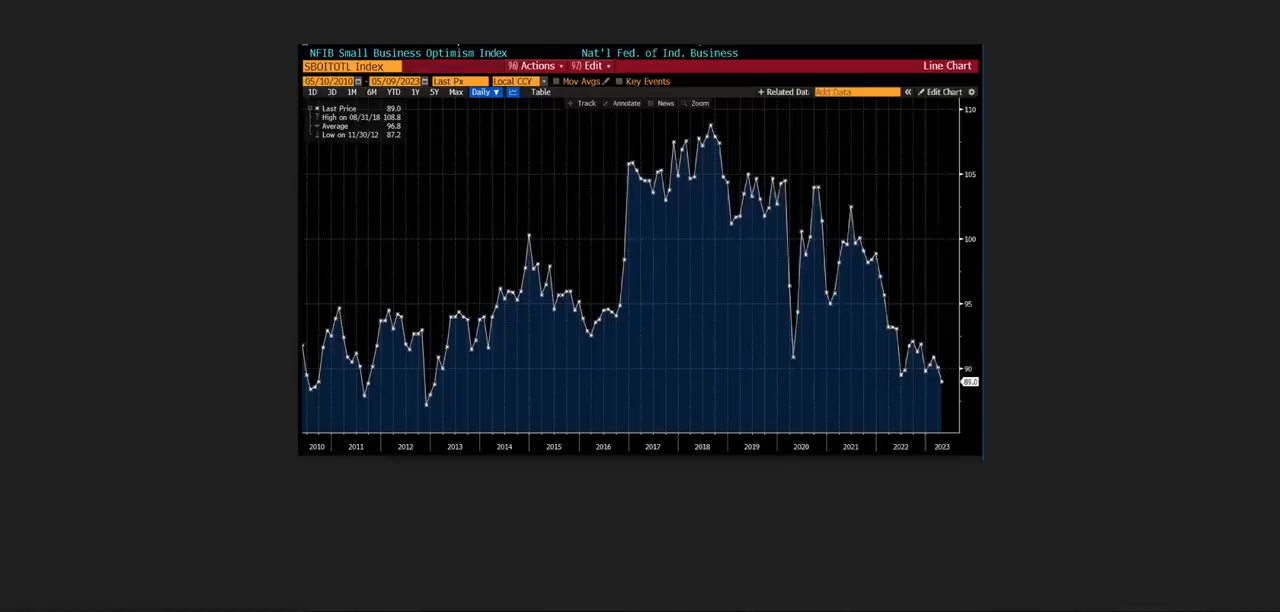 NFIB Small Business Optimism Index Nat'l Fed. of Ind. Business
SBOITOTL Index 96) Actions 97) Edit Line Chart
05/10/2010 - 05/09/2023 Last Px Local CCY Mov Avgs Key Events
1D 3D 1M 6M YTD 1Y 5Y Max Daily ▼ Table + Related Dat Add Data « Edit Chart
Track Annotate News Zoom
Last Price 89.0
High on 08/31/18 108.8
Average 96.8
Low on 11/30/12 87.2
110
105
100
95
90
89.0
2010 2011 2012 2013 2014 2015 2016 2017 2018 2019 2020 2021 2022 2023